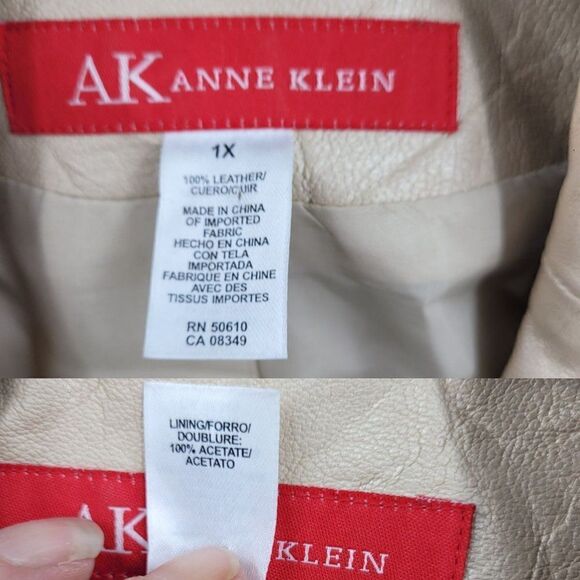 AK ANNE KLEIN
1X
100% LEATHER/
CUERO/CUIR
MADE IN CHINA
OF IMPORTED
FABRIC
HECHO EN CHINA
CON TELA
IMPORTADA
FABRIQUE EN CHINE
AVEC DES
TISSUS IMPORTES
RN 50610
CA 08349
LINING/FORRO/
DOUBLURE:
100% ACETATE/
ACETATO
AK KLEIN